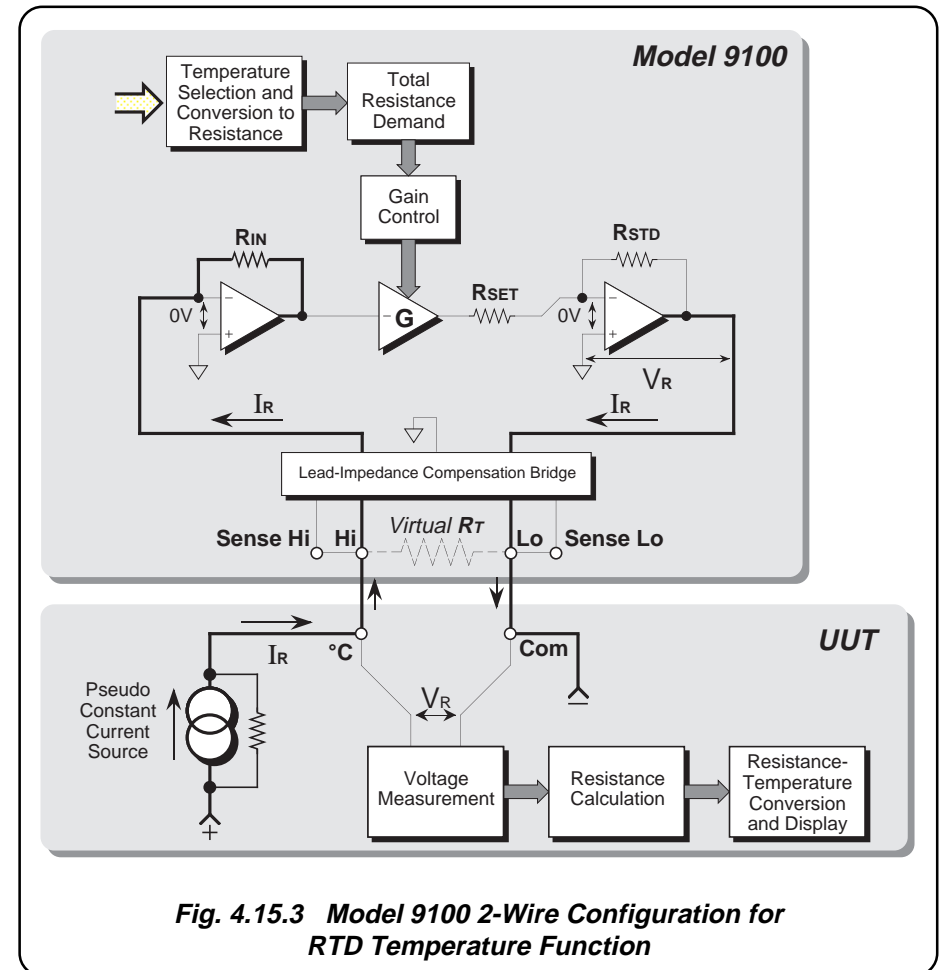 Model 9100
Temperature
Selection and
Conversion to
Resistance
Total
Resistance
Demand
Gain
Control
RIN
RSTD
RSET
0V
−
+
−
G
0V
−
+
VR
IR
IR
Lead-Impedance Compensation Bridge
Sense Hi
Hi
Virtual RT
Lo
Sense Lo
UUT
IR
°C
Com
Pseudo
Constant
Current
Source
VR
+
Voltage
Measurement
Resistance
Calculation
Resistance-
Temperature
Conversion
and Display
Fig. 4.15.3 Model 9100 2-Wire Configuration for
RTD Temperature Function